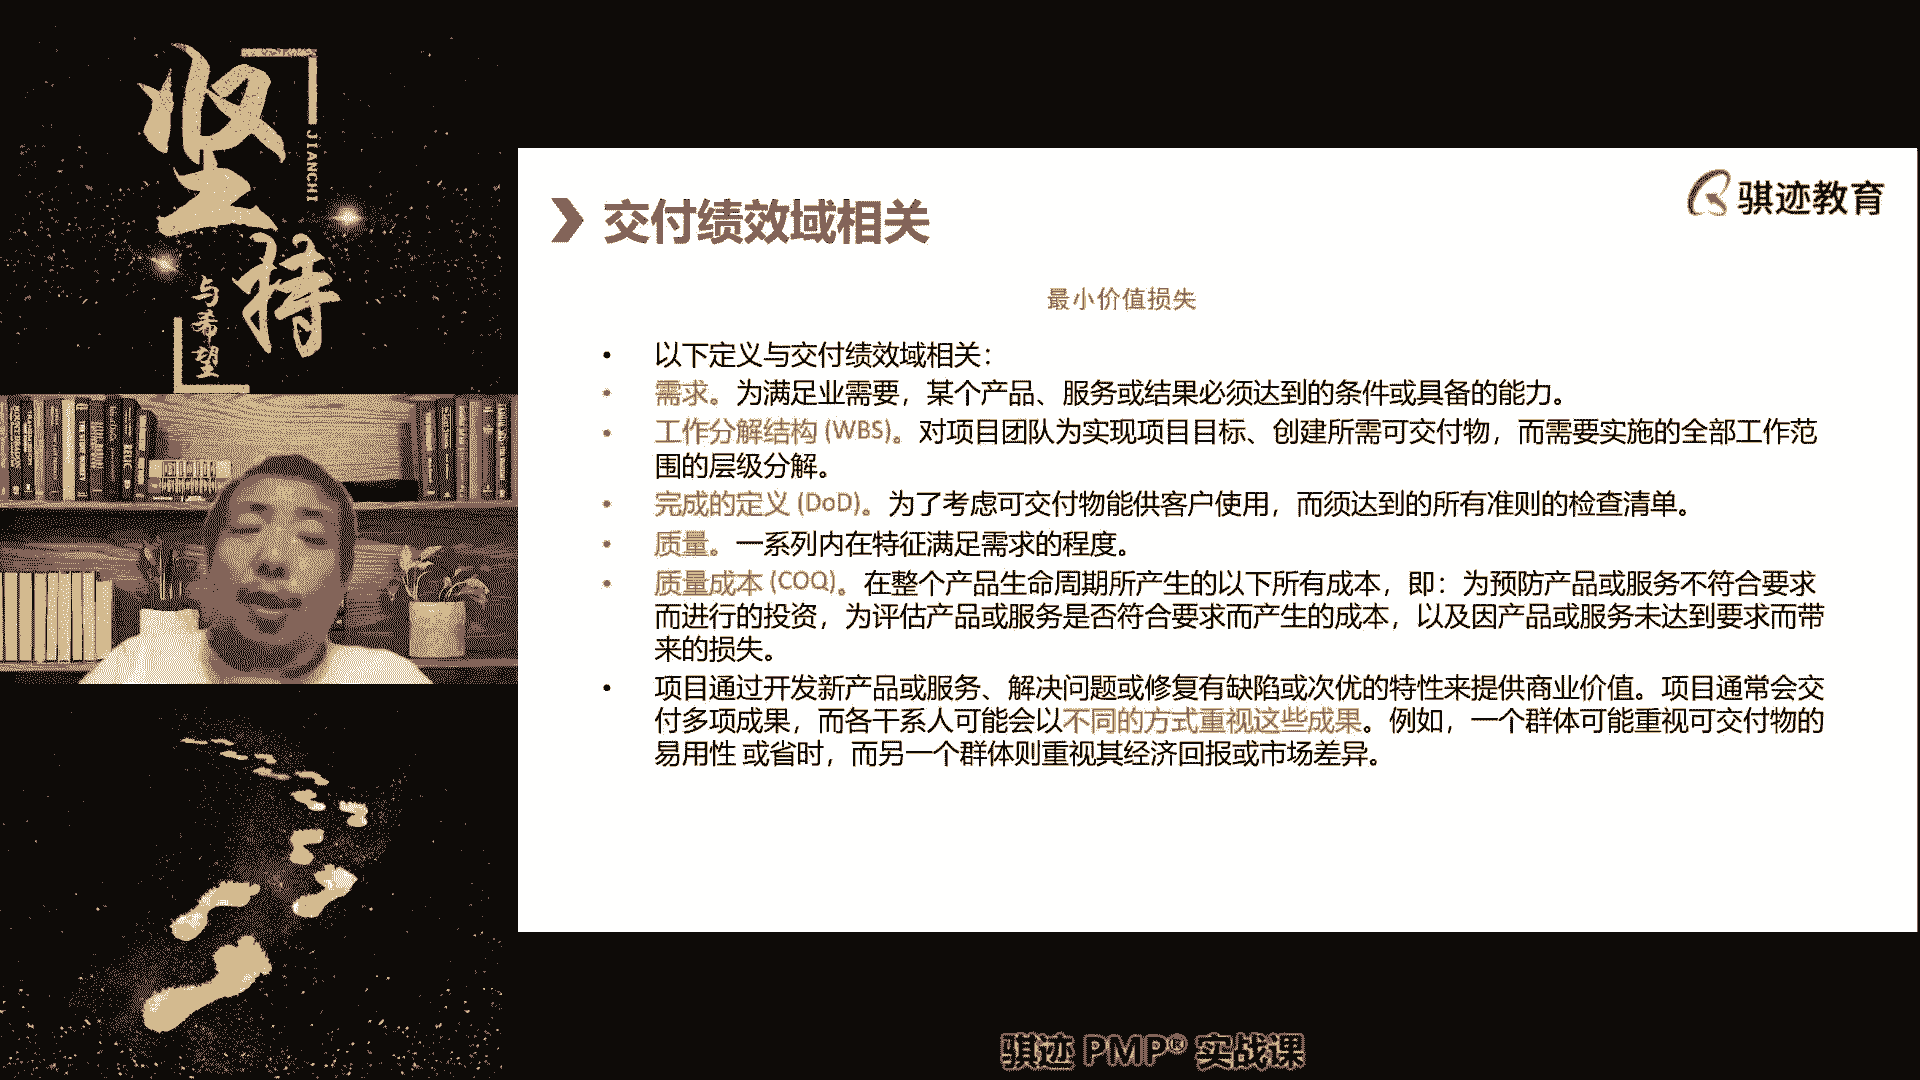 坚持
JIANCHI
与希望
骐迹教育
交付绩效域相关
最小价值损失
• 以下定义与交付绩效域相关：
• 需求。为满足业需要，某个产品、服务或结果必须达到的条件或具备的能力。
• 工作分解结构 (WBS)。对项目团队为实现项目目标、创建所需可交付物，而需要实施的全部工作范
围的层级分解。
• 完成的定义 (DoD)。为了考虑可交付物能供客户使用，而须达到的所有准则的检查清单。
• 质量。一系列内在特征满足需求的程度。
• 质量成本 (COQ)。在整个产品生命周期所产生的以下所有成本，即：为预防产品或服务不符合要求
而进行的投资，为评估产品或服务是否符合要求而产生的成本，以及因产品或服务未达到要求而带
来的损失。
• 项目通过开发新产品或服务、解决问题或修复有缺陷或次优的特性来提供商业价值。项目通常会交
付多项成果，而各干系人可能会以不同的方式重视这些成果。例如，一个群体可能重视可交付物的
易用性 或省时，而另一个群体则重视其经济回报或市场差异。
骐迹 PMP® 实战课